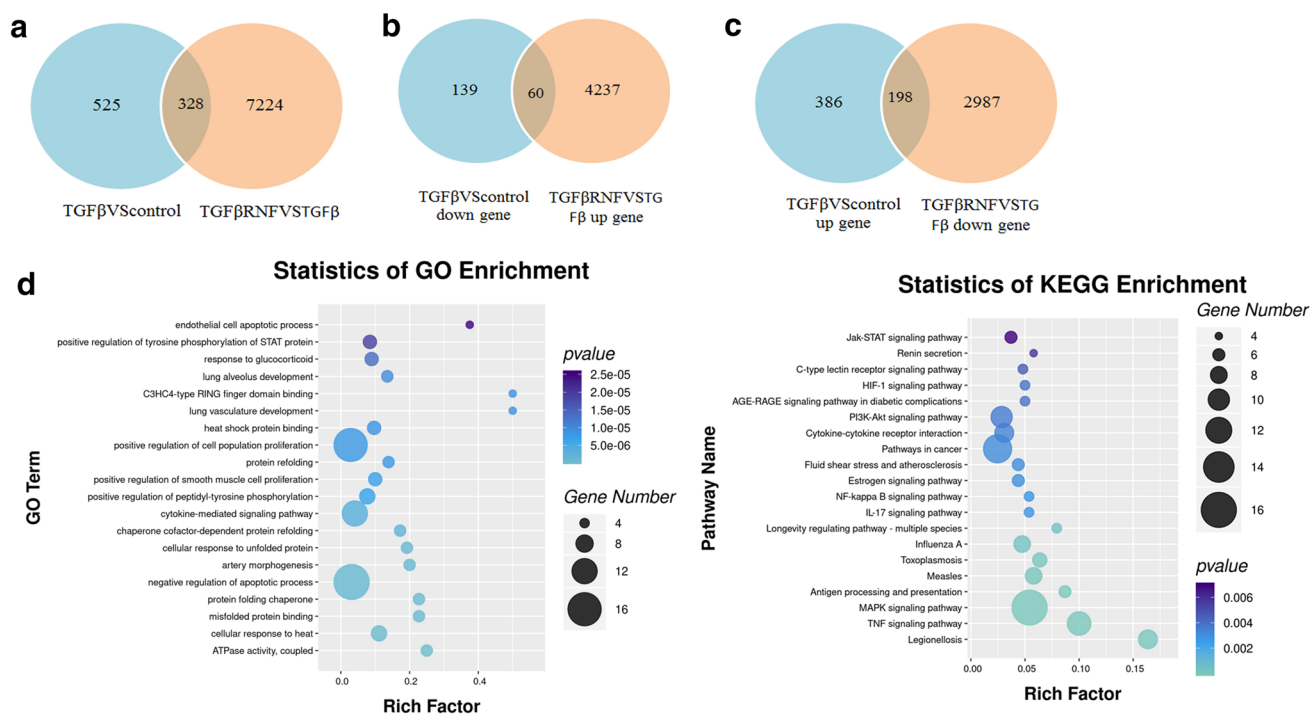 a
525
328
7224
TGFβVScontrol
TGFβRNFVSTGFβ
b
139
60
4237
TGFβVScontrol
down gene
TGFβRNFVSTG
Fβ up gene
c
386
198
2987
TGFβVScontrol
up gene
TGFβRNFVSTG
Fβ down gene
d
Statistics of GO Enrichment
GO Term
endothelial cell apoptotic process
positive regulation of tyrosine phosphorylation of STAT protein
response to glucocorticoid
lung alveolus development
C3HC4-type RING finger domain binding
lung vasculature development
heat shock protein binding
positive regulation of cell population proliferation
protein refolding
positive regulation of smooth muscle cell proliferation
positive regulation of peptidyl-tyrosine phosphorylation
cytokine-mediated signaling pathway
chaperone cofactor-dependent protein refolding
cellular response to unfolded protein
artery morphogenesis
negative regulation of apoptotic process
protein folding chaperone
misfolded protein binding
cellular response to heat
ATPase activity, coupled
0.0
0.2
0.4
Rich Factor
pvalue
2.5e-05
2.0e-05
1.5e-05
1.0e-05
5.0e-06
Gene Number
4
8
12
16
Statistics of KEGG Enrichment
Pathway Name
Jak-STAT signaling pathway
Renin secretion
C-type lectin receptor signaling pathway
HIF-1 signaling pathway
AGE-RAGE signaling pathway in diabetic complications
PI3K-Akt signaling pathway
Cytokine-cytokine receptor interaction
Pathways in cancer
Fluid shear stress and atherosclerosis
Estrogen signaling pathway
NF-kappa B signaling pathway
IL-17 signaling pathway
Longevity regulating pathway - multiple species
Influenza A
Toxoplasmosis
Measles
Antigen processing and presentation
MAPK signaling pathway
TNF signaling pathway
Legionellosis
0.00
0.05
0.10
0.15
Rich Factor
Gene Number
4
6
8
10
12
14
16
pvalue
0.006
0.004
0.002